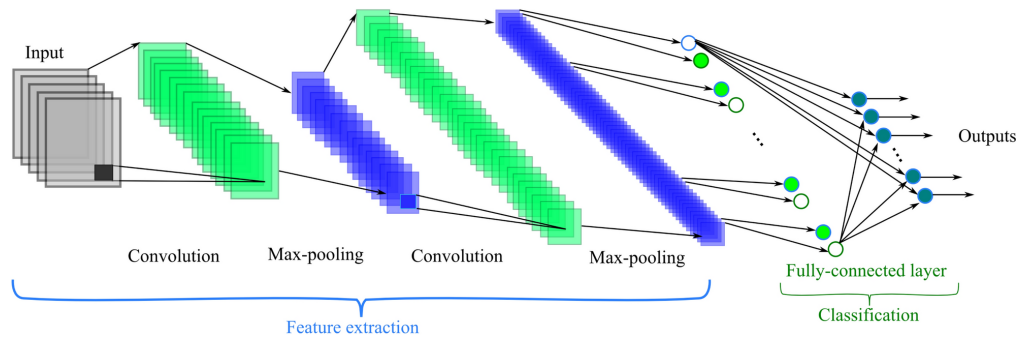 Input
Outputs
Convolution
Max-pooling
Convolution
Max-pooling
Fully-connected layer
Feature extraction
Classification